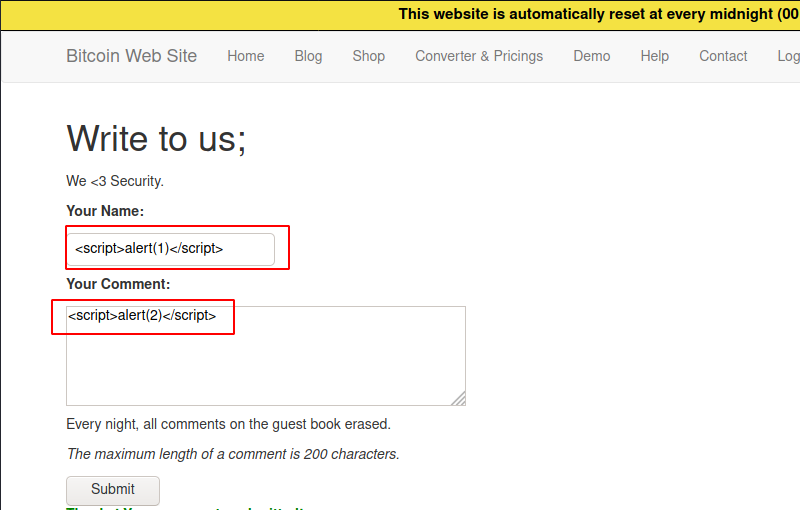 This website is automatically reset at every midnight (00
Bitcoin Web Site Home Blog Shop Converter & Pricings Demo Help Contact Log
Write to us;
We <3 Security.
Your Name:
<script>alert(1)</script>
Your Comment:
<script>alert(2)</script>
Every night, all comments on the guest book erased.
The maximum length of a comment is 200 characters.
Submit